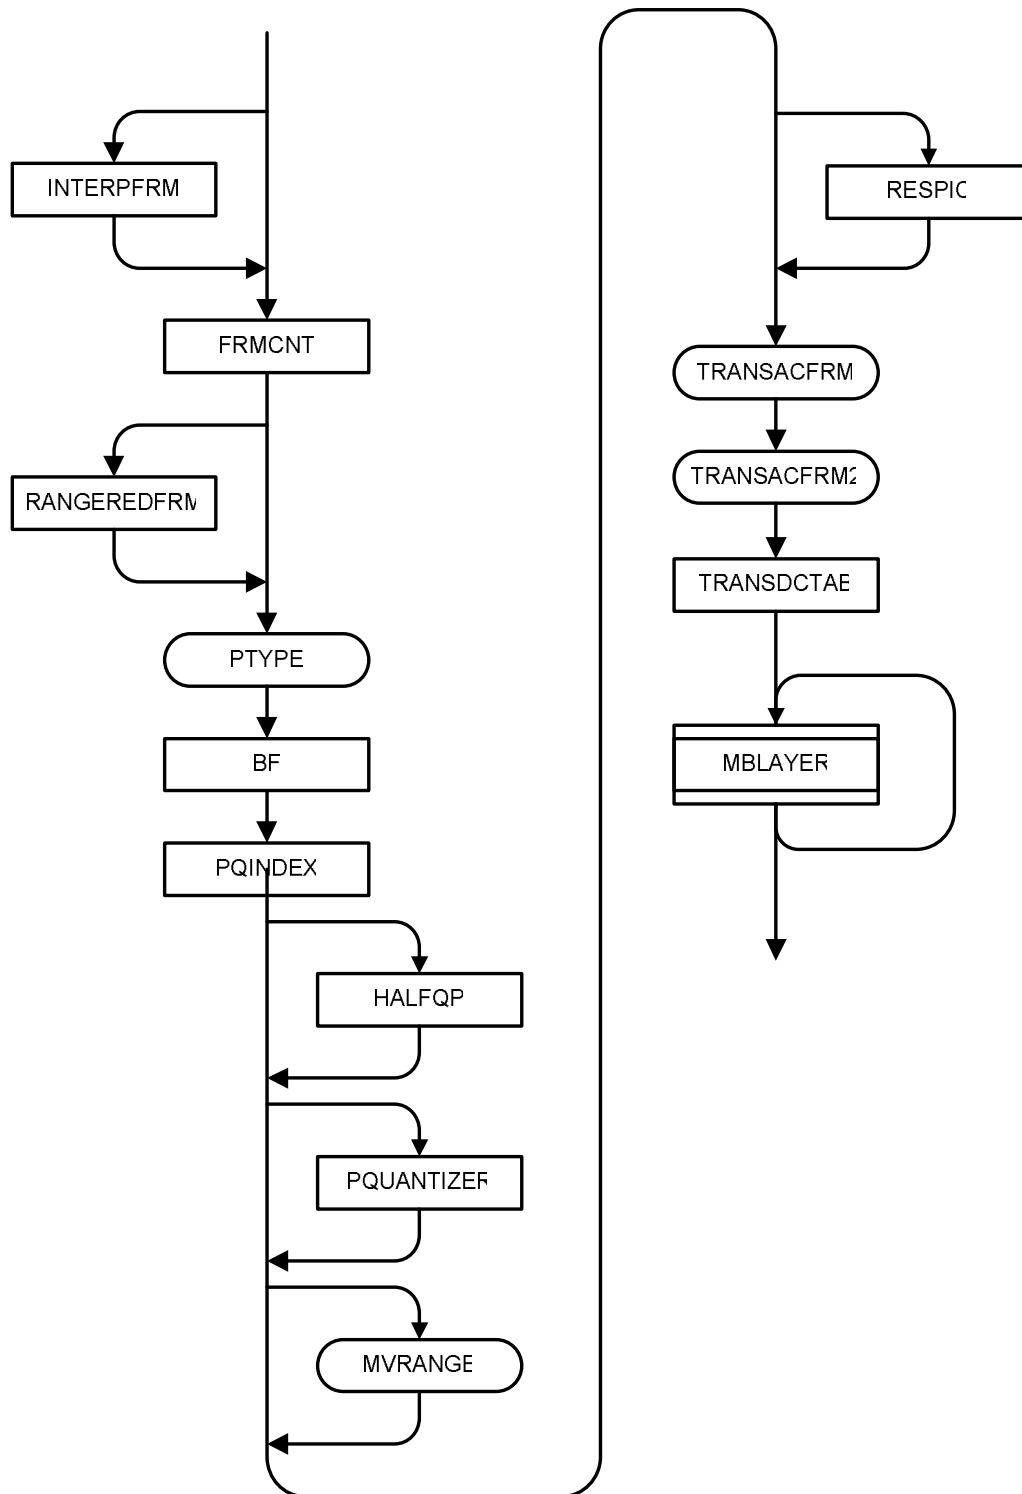 INTERPFRM
FRMCNT
RANGEREDFRM
PTYPE
BF
PQINDEX
HALFQP
PQUANTIZER
MVRANGE
RESPIC
TRANSACFRM
TRANSACFRM2
TRANSDCTAB
MBLAYER